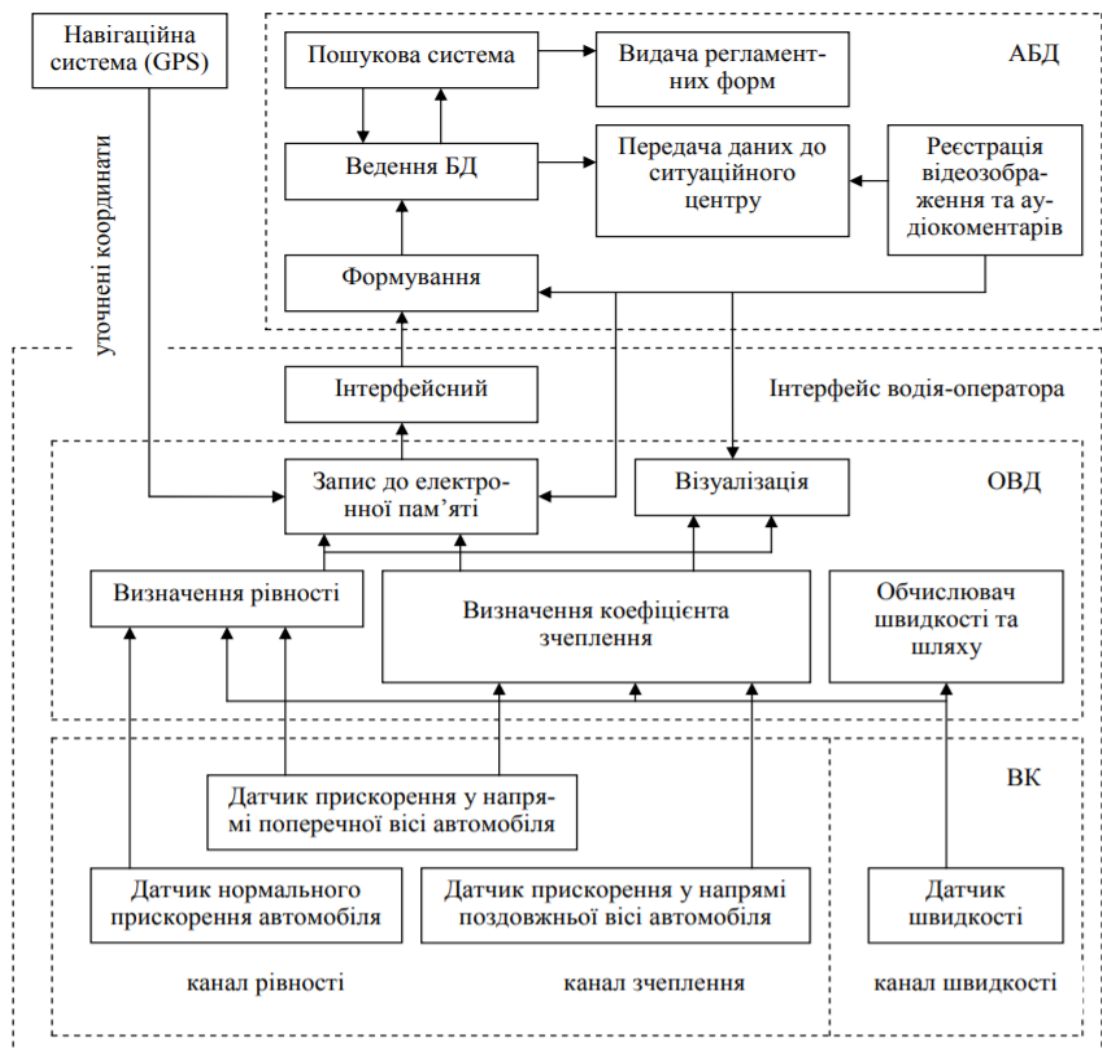 Навігаційна
система (GPS)
Пошукова система
Видача регламент-
них форм
АБД
Ведення БД
Передача даних до
ситуаційного
центру
Реєстрація
відеозобра-
ження та ау-
діокоментарів
уточнені координати
Формування
Інтерфейсний
Інтерфейс водія-оператора
Запис до електро-
нної пам’яті
Візуалізація
ОВД
Визначення рівності
Визначення коефіцієнта
зчеплення
Обчислювач
швидкості та
шляху
ВК
Датчик прискорення у напря-
мі поперечної вісі автомобіля
Датчик нормального
прискорення автомобіля
Датчик прискорення у напрямі
поздовжньої вісі автомобіля
Датчик
швидкості
канал рівності
канал зчеплення
канал швидкості